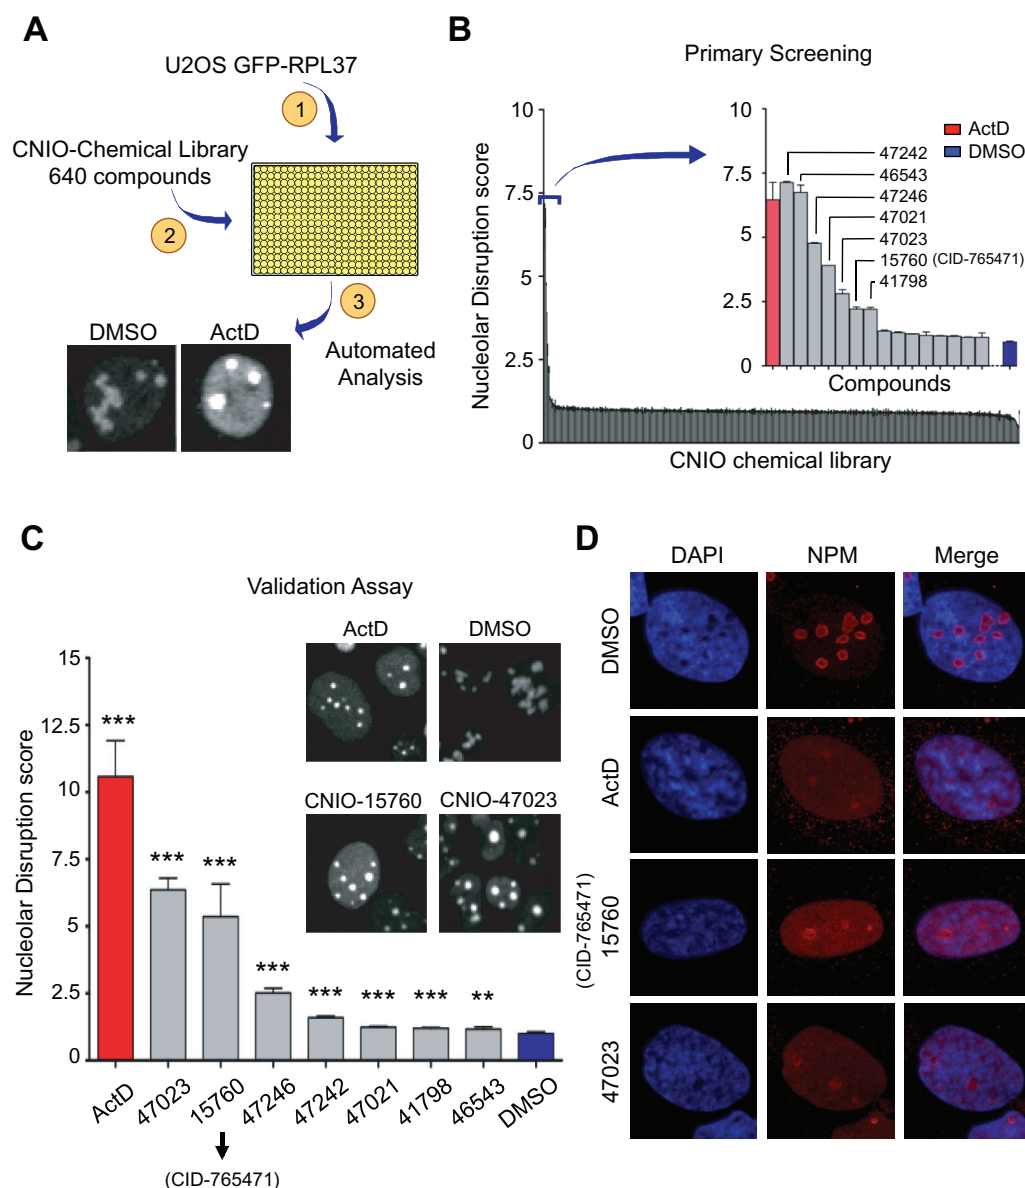 A
U2OS GFP-RPL37
1
CNIO-Chemical Library
640 compounds
2
3
DMSO
ActD
Automated
Analysis
B
Primary Screening
Nucleolar Disruption score
10
7.5
5
2.5
0
CNIO chemical library
10
7.5
5
2.5
0
Compounds
ActD
DMSO
47242
46543
47246
47021
47023
15760 (CID-765471)
41798
C
Validation Assay
Nucleolar Disruption score
15
12.5
10
7.5
5
2.5
0
***
***
***
***
***
***
***
**
ActD
47023
15760
47246
47242
47021
41798
46543
DMSO
(CID-765471)
ActD
DMSO
CNIO-15760
CNIO-47023
D
DAPI
NPM
Merge
DMSO
ActD
(CID-765471)
15760
47023